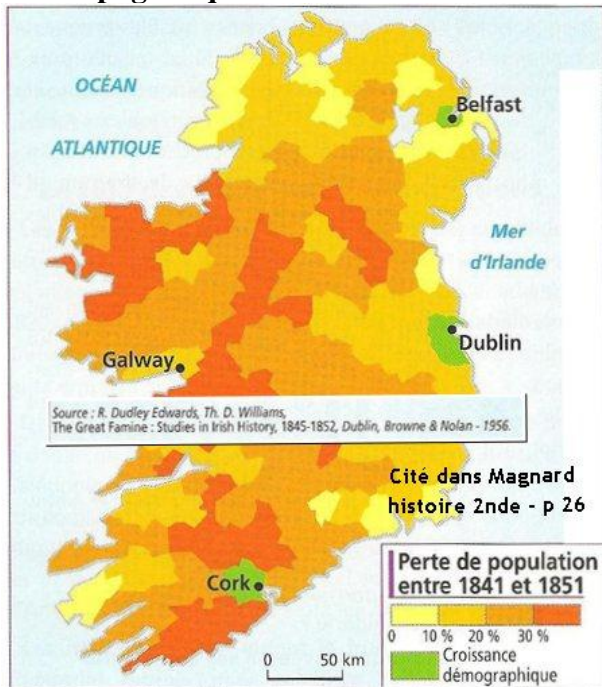 OCÉAN
ATLANTIQUE
Belfast
Mer
d'Irlande
Dublin
Galway
Source : R. Dudley Edwards, Th. D. Williams,
The Great Famine : Studies in Irish History, 1845-1852, Dublin, Browne & Nolan - 1956.
Cité dans Magnard
histoire 2nde - p 26
Cork
0 50 km
Perte de population
entre 1841 et 1851
0 10 % 20 % 30 %
Croissance
démographique